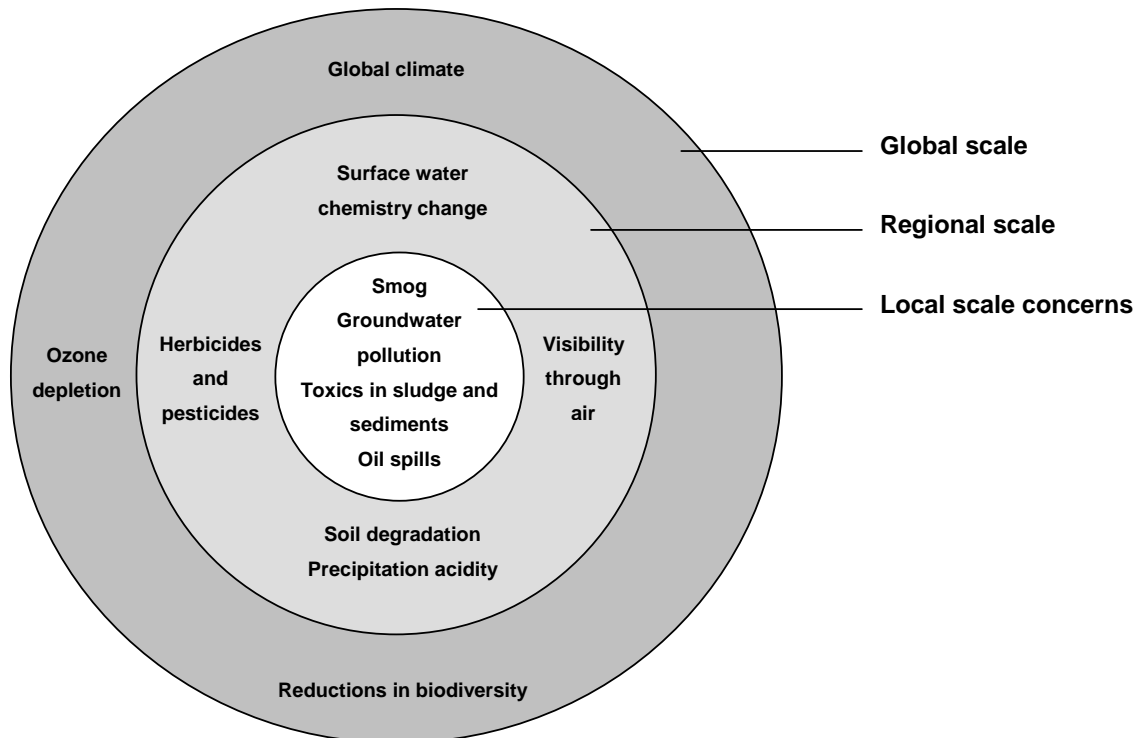 Global climate
Global scale
Surface water
chemistry change
Regional scale
Smog
Groundwater
pollution
Toxics in sludge and
sediments
Oil spills
Local scale concerns
Ozone
depletion
Herbicides
and
pesticides
Visibility
through
air
Soil degradation
Precipitation acidity
Reductions in biodiversity